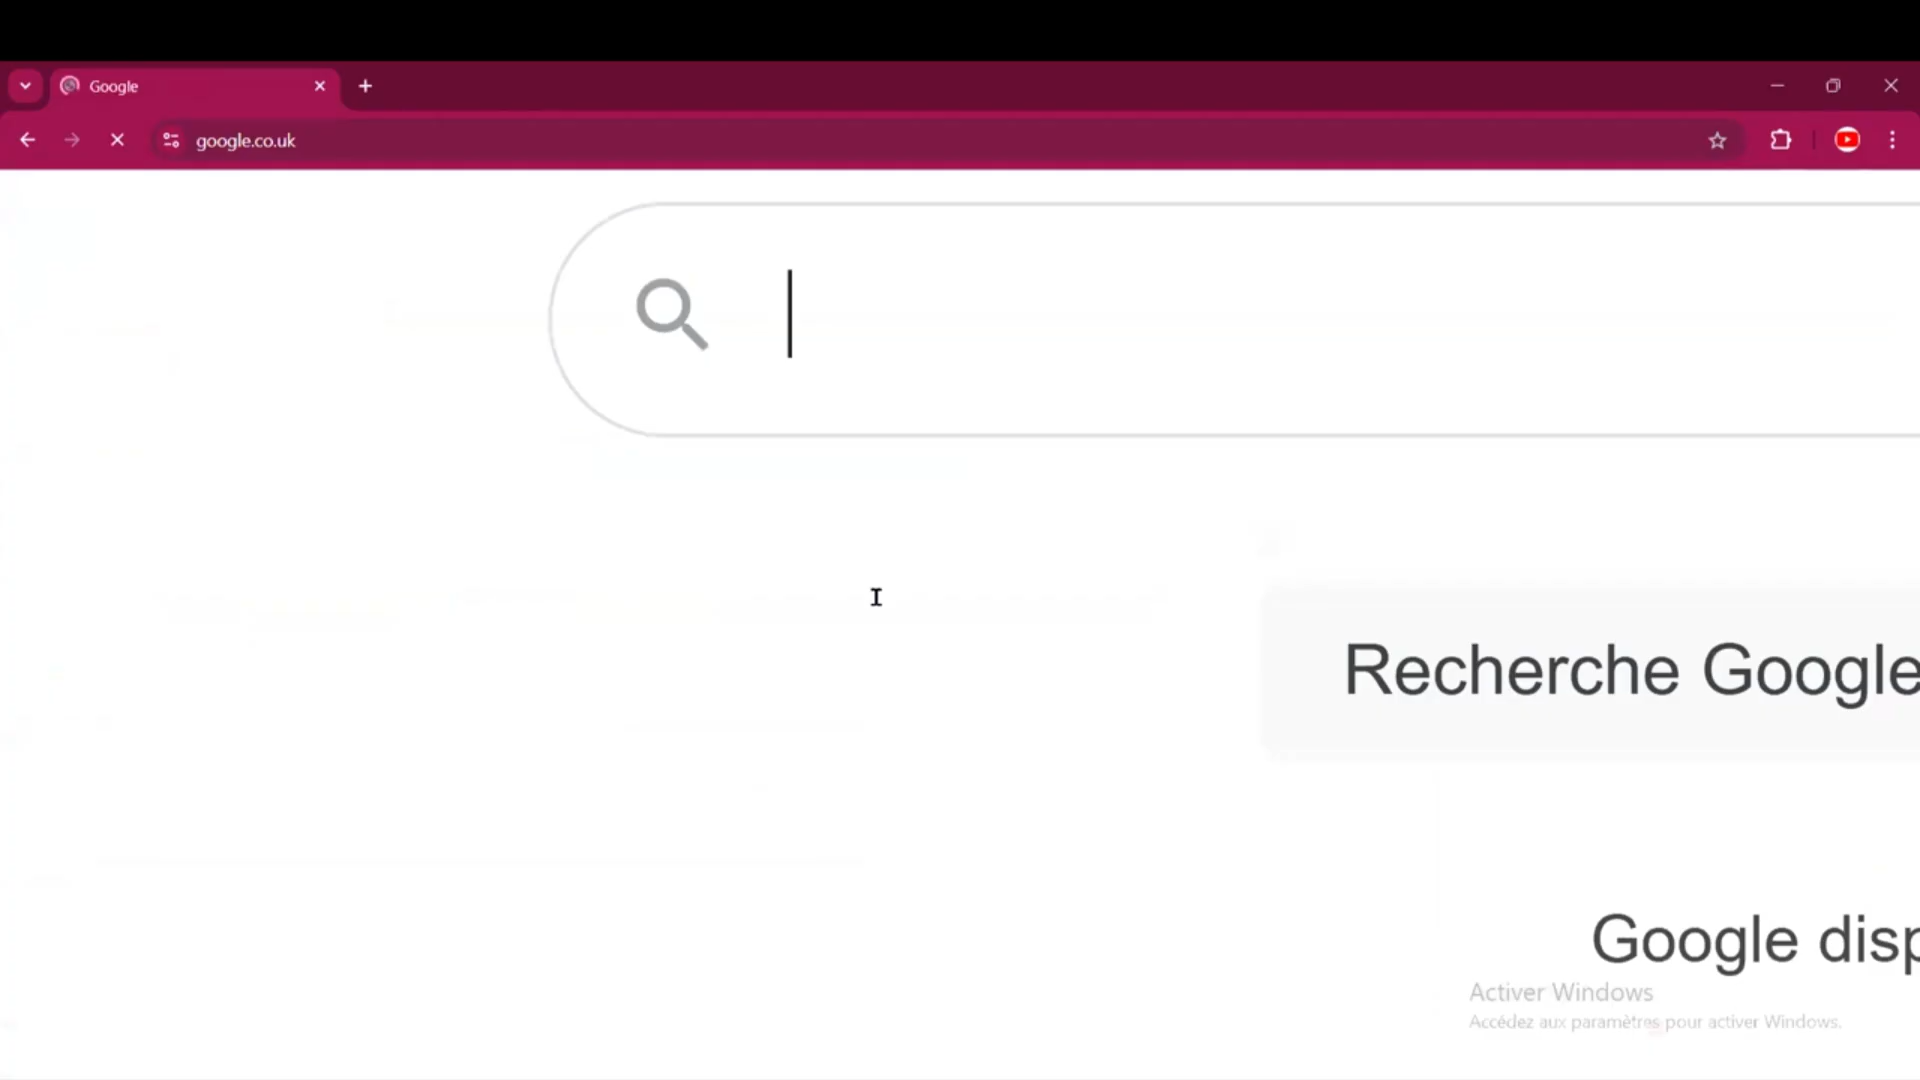 Google
google.co.uk
Recherche Google
Google disp
Activer Windows
Accédez aux paramètres pour activer Windows.